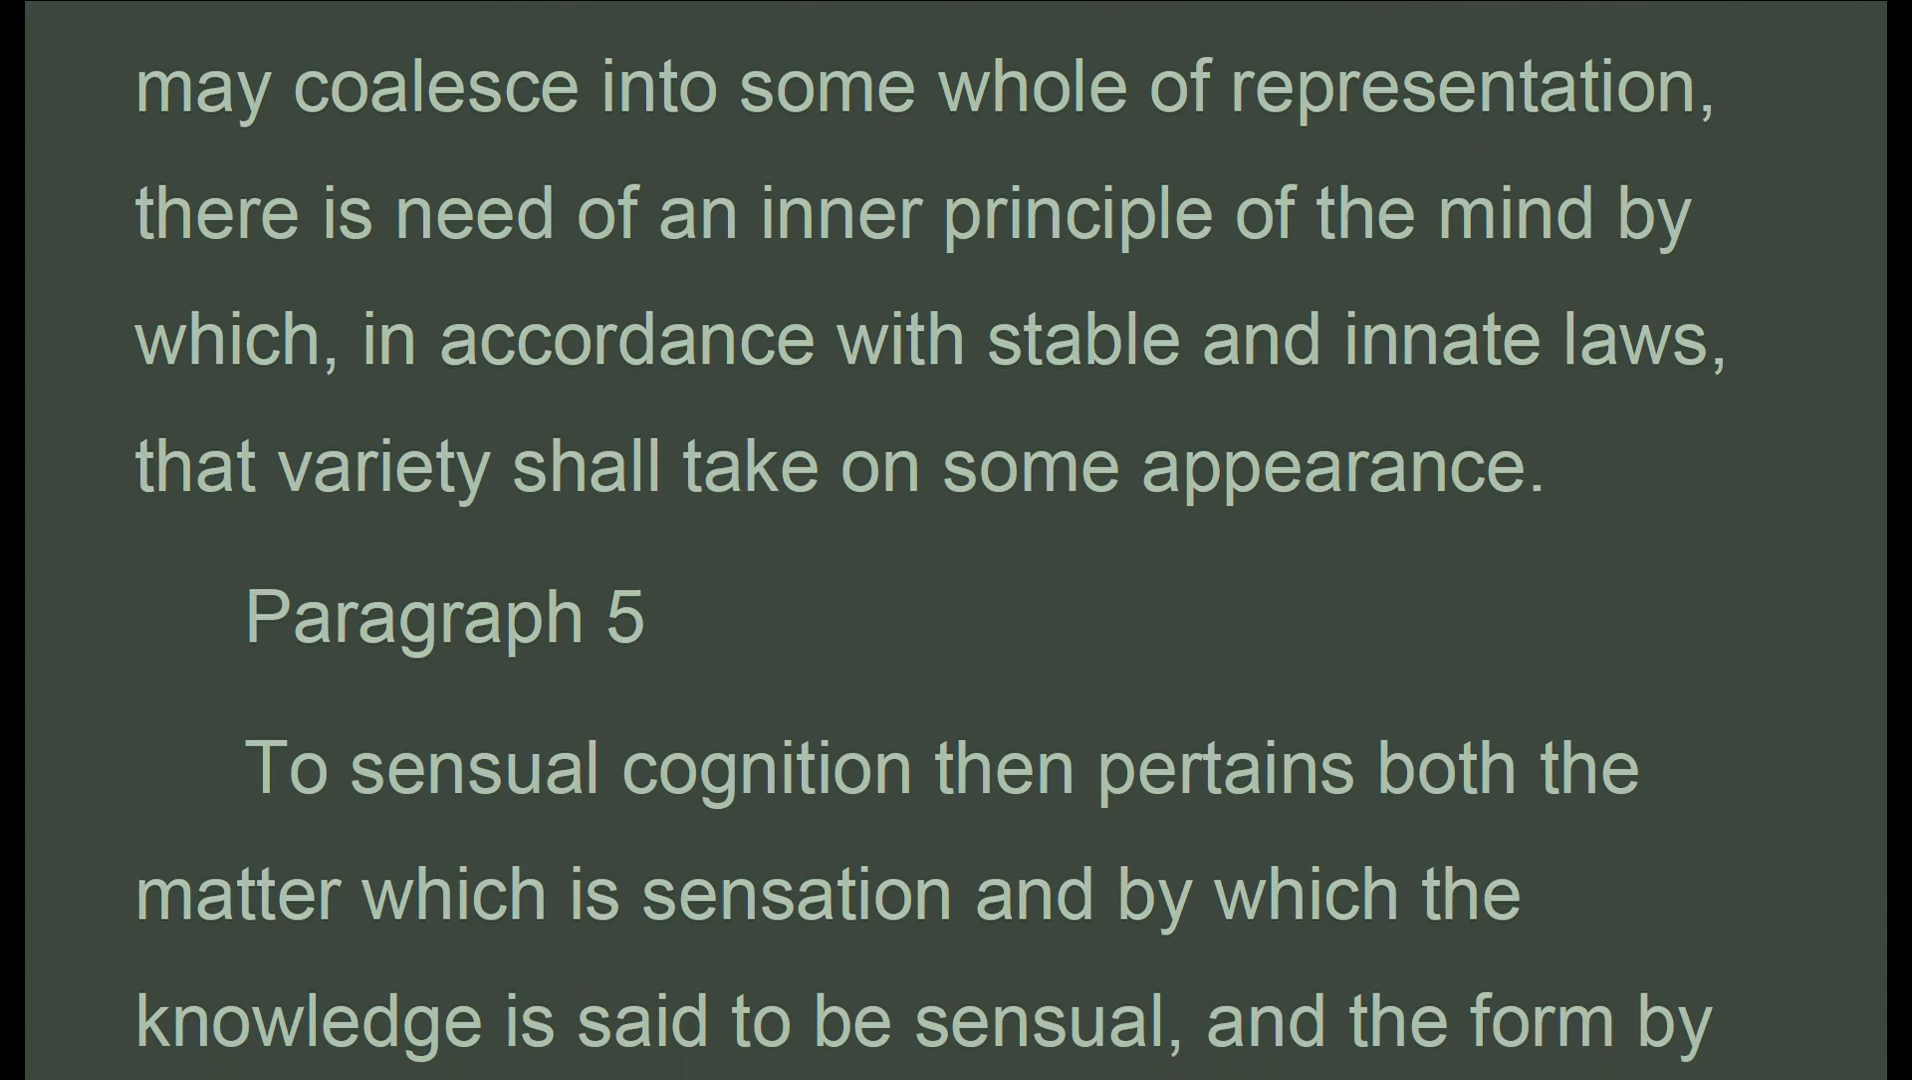 may coalesce into some whole of representation,
there is need of an inner principle of the mind by
which, in accordance with stable and innate laws,
that variety shall take on some appearance.
Paragraph 5
To sensual cognition then pertains both the
matter which is sensation and by which the
knowledge is said to be sensual, and the form by